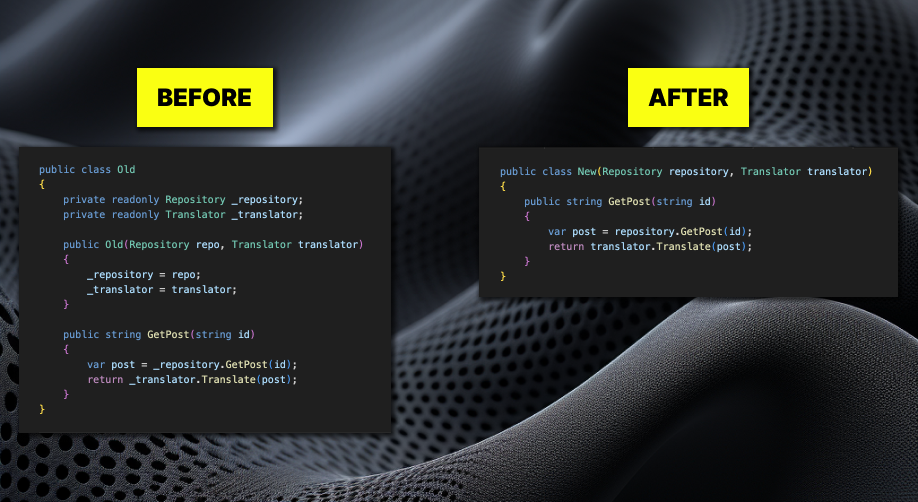 BEFORE
public class Old
{
    private readonly Repository _repository;
    private readonly Translator _translator;

    public Old(Repository repo, Translator translator)
    {
        _repository = repo;
        _translator = translator;
    }

    public string GetPost(string id)
    {
        var post = _repository.GetPost(id);
        return _translator.Translate(post);
    }
}
AFTER
public class New(Repository repository, Translator translator)
{
    public string GetPost(string id)
    {
        var post = repository.GetPost(id);
        return translator.Translate(post);
    }
}